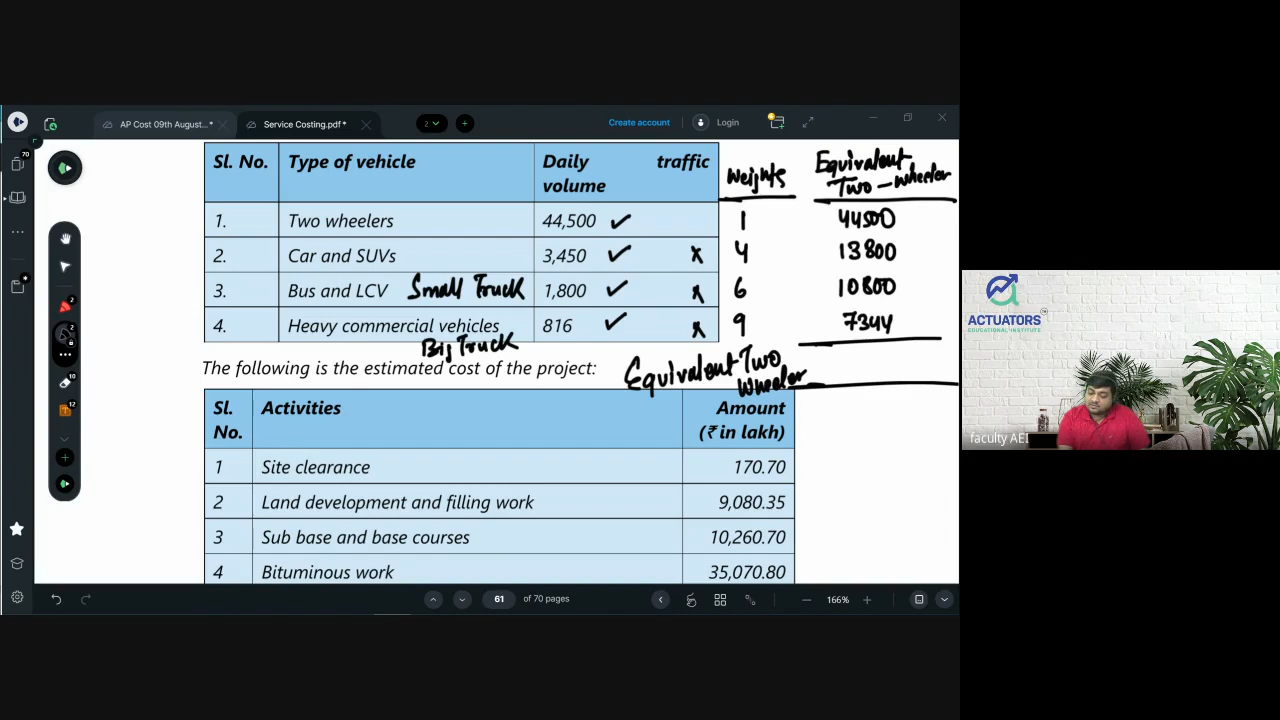 AP Cost 09th August...*
Service Costing.pdf*
2
Create account
Login
70
Sl. No. Type of vehicle Daily traffic volume Weights Equivalent Two-wheeler
1. Two wheelers 44,500 ✓ 1 44500
2. Car and SUVs 3,450 ✓ x 4 13800
3. Bus and LCV Small Truck 1,800 ✓ x 6 10800
4. Heavy commercial vehicles 816 ✓ x 9 7344
Big Truck
The following is the estimated cost of the project:
Equivalent Two Wheeler
Sl. No. Activities Amount (₹ in lakh)
1 Site clearance 170.70
2 Land development and filling work 9,080.35
3 Sub base and base courses 10,260.70
4 Bituminous work 35,070.80
61 of 70 pages
166%
ACTUATORS
EDUCATIONAL INSTITUTE
faculty AEI